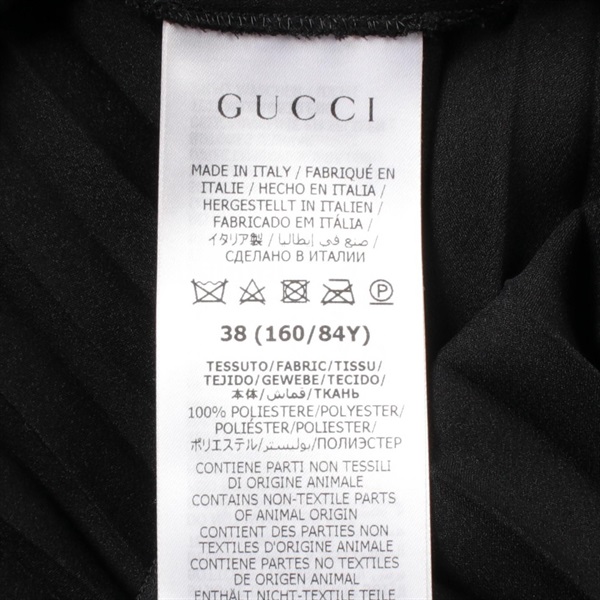 GUCCI
MADE IN ITALY / FABRIQUÉ EN
ITALIE / HECHO EN ITALIA /
HERGESTELLT IN ITALIEN /
FABRICADO EM ITÁLIA /
イタリア製 / صنع في إيطاليا /
СДЕЛАНО В ИТАЛИИ
P
38 (160/84Y)
TESSUTO/FABRIC/TISSU/
TEJIDO/GEWEBE/TECIDO/
本体/قماش/ТКАНЬ
100% POLIESTERE/POLYESTER/
POLIÉSTER/POLIESTER/
ポリエステル/بوليستر/ПОЛИЭСТЕР
CONTIENE PARTI NON TESSILI
DI ORIGINE ANIMALE
CONTAINS NON-TEXTILE PARTS
OF ANIMAL ORIGIN
CONTIENT DES PARTIES NON
TEXTILES D'ORIGINE ANIMALE
CONTIENE PARTES NO TEXTILES
DE ORIGEN ANIMAL
ENTHÄLT NICHT-TEXTILE TEILE